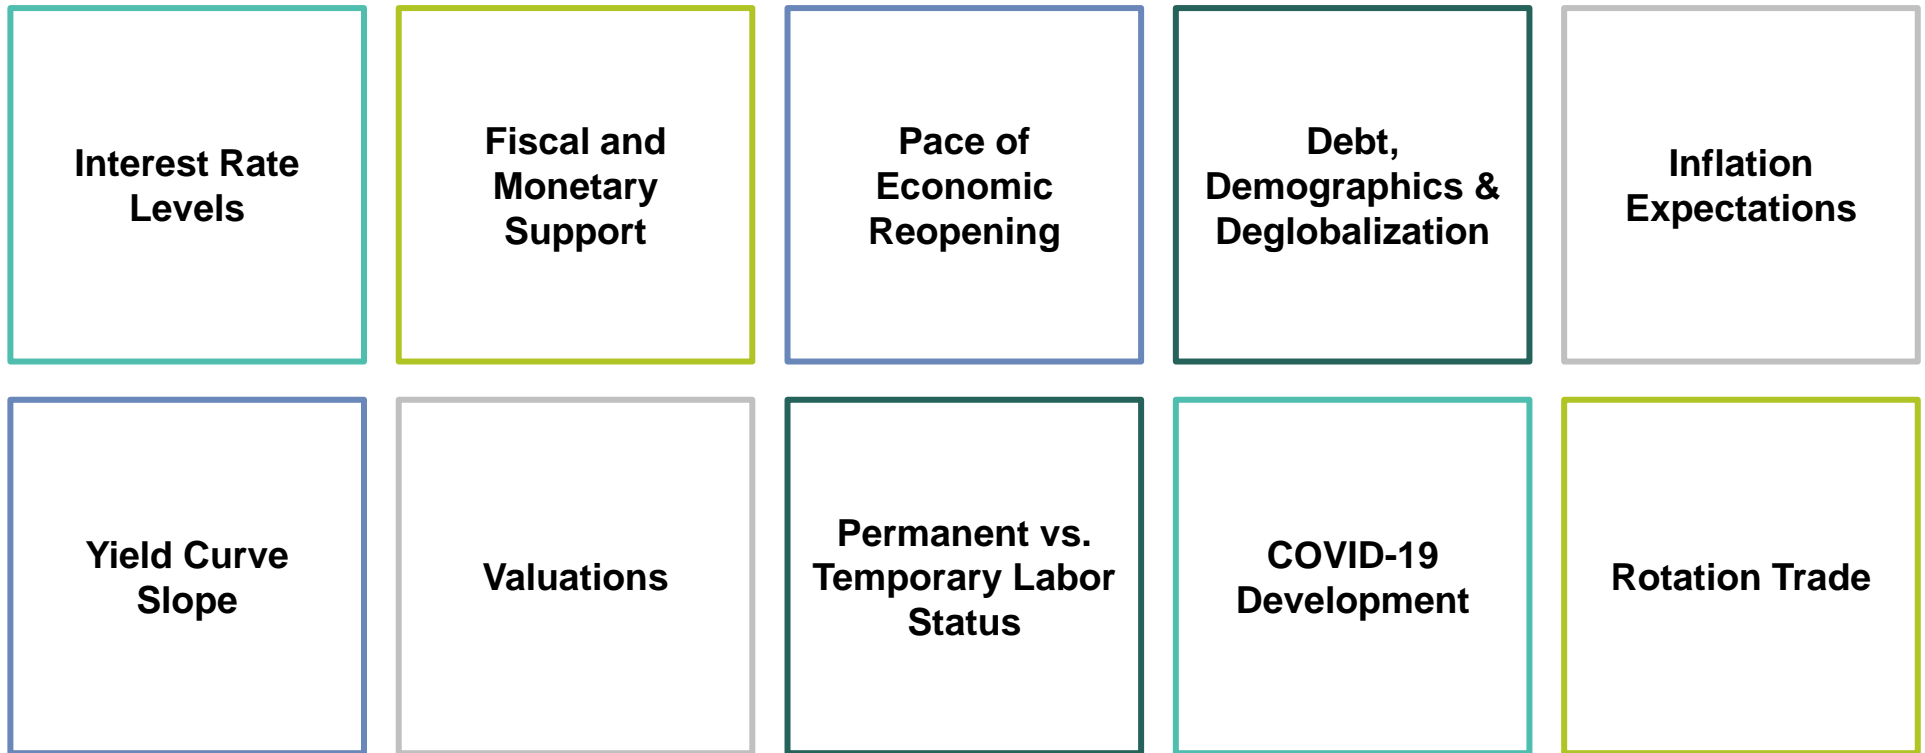 Interest Rate
Levels
Fiscal and
Monetary
Support
Pace of
Economic
Reopening
Debt,
Demographics &
Deglobalization
Inflation
Expectations
Yield Curve
Slope
Valuations
Permanent vs.
Temporary Labor
Status
COVID-19
Development
Rotation Trade